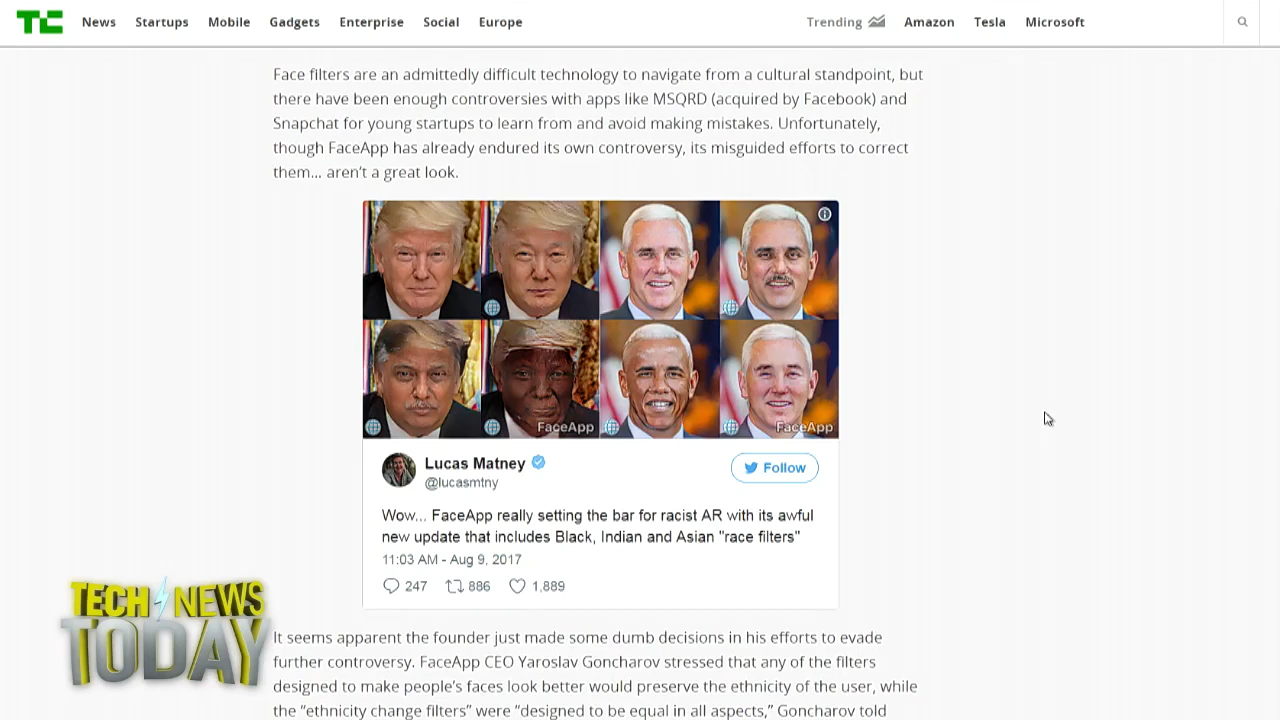 TC News Startups Mobile Gadgets Enterprise Social Europe Trending Amazon Tesla Microsoft
Face filters are an admittedly difficult technology to navigate from a cultural standpoint, but
there have been enough controversies with apps like MSQRD (acquired by Facebook) and
Snapchat for young startups to learn from and avoid making mistakes. Unfortunately,
though FaceApp has already endured its own controversy, its misguided efforts to correct
them... aren't a great look.
FaceApp FaceApp
Lucas Matney
@lucasmtny
Follow
Wow... FaceApp really setting the bar for racist AR with its awful
new update that includes Black, Indian and Asian "race filters"
11:03 AM - Aug 9, 2017
247 886 1,889
TECH NEWS
TODAY
It seems apparent the founder just made some dumb decisions in his efforts to evade
further controversy. FaceApp CEO Yaroslav Goncharov stressed that any of the filters
designed to make people's faces look better would preserve the ethnicity of the user, while
the “ethnicity change filters” were “designed to be equal in all aspects,” Goncharov told